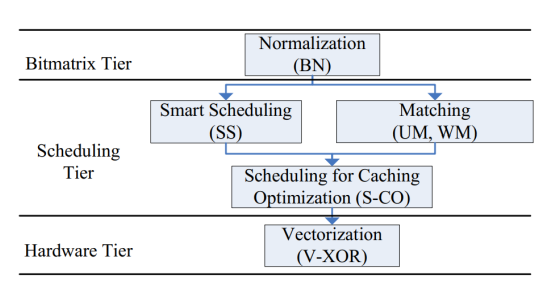 Normalization
(BN)
Bitmatrix Tier
Smart Scheduling
(SS)
Matching
(UM, WM)
Scheduling
Tier
Scheduling for Caching
Optimization (S-CO)
Vectorization
(V-XOR)
Hardware Tier